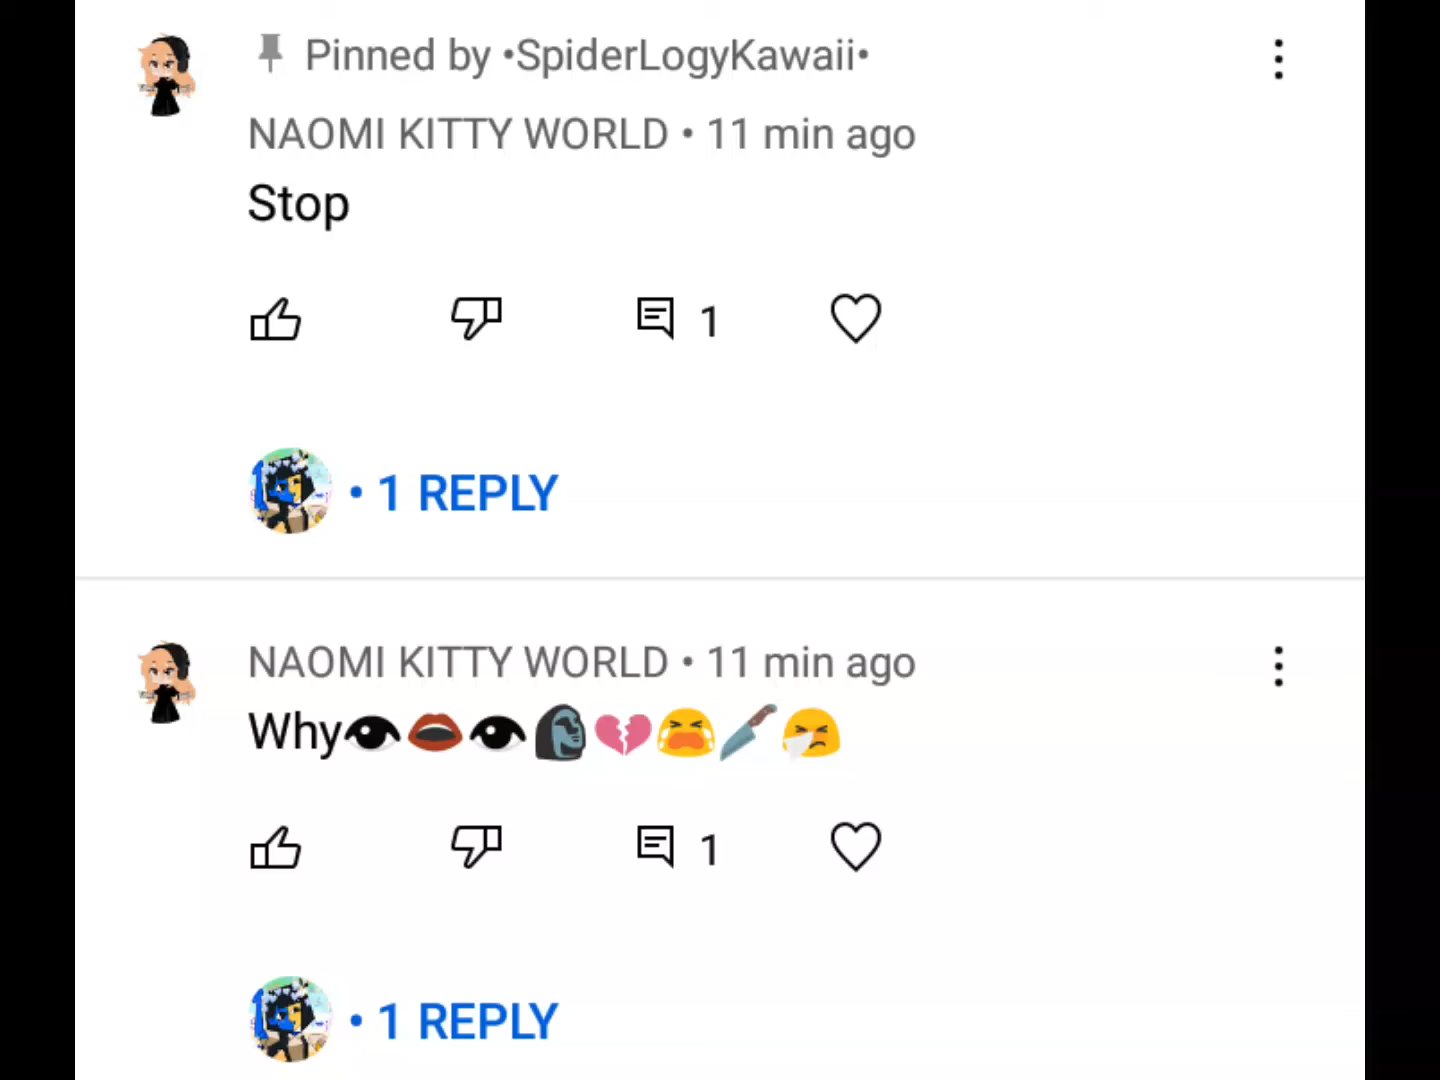 Pinned by •SpiderLogyKawaii•
NAOMI KITTY WORLD • 11 min ago
Stop
1
• 1 REPLY
NAOMI KITTY WORLD • 11 min ago
Why👁👄👁🗿💔😭🔪🤧
1
• 1 REPLY